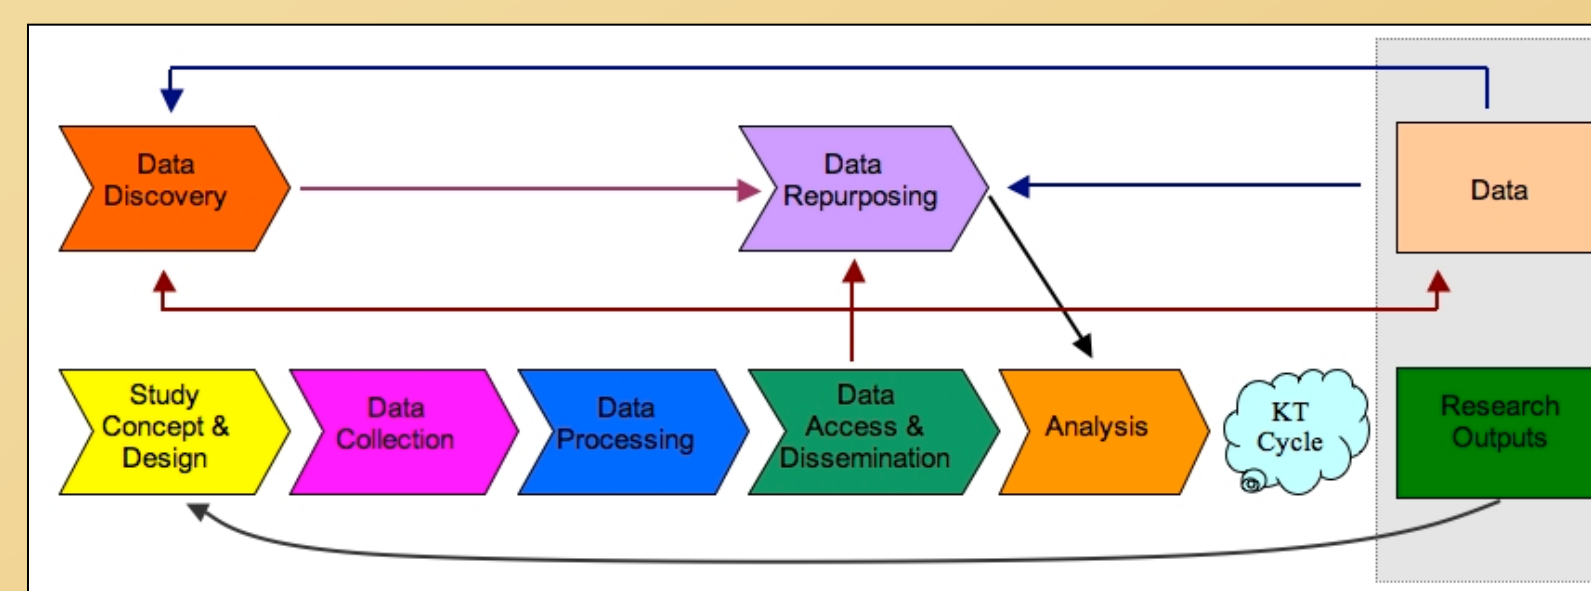 Data
Discovery
Data
Repurposing
Data
Study
Concept &
Design
Data
Collection
Data
Processing
Data
Access &
Dissemination
Analysis
KT
Cycle
Research
Outputs